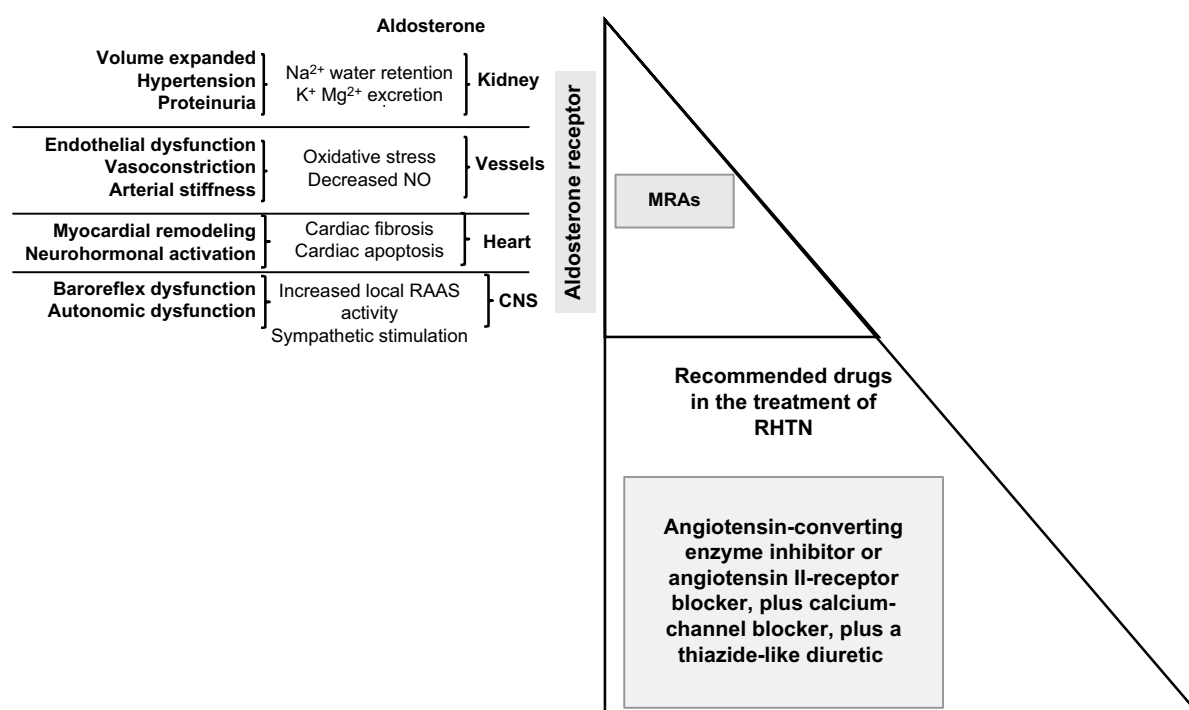 Aldosterone
Volume expanded
Hypertension
Proteinuria
Na²⁺ water retention
K⁺ Mg²⁺ excretion
Kidney
Endothelial dysfunction
Vasoconstriction
Arterial stiffness
Oxidative stress
Decreased NO
Vessels
Myocardial remodeling
Neurohormonal activation
Cardiac fibrosis
Cardiac apoptosis
Heart
Baroreflex dysfunction
Autonomic dysfunction
Increased local RAAS
activity
Sympathetic stimulation
CNS
Aldosterone receptor
MRAs
Recommended drugs
in the treatment of
RHTN
Angiotensin-converting
enzyme inhibitor or
angiotensin II-receptor
blocker, plus calcium-
channel blocker, plus a
thiazide-like diuretic